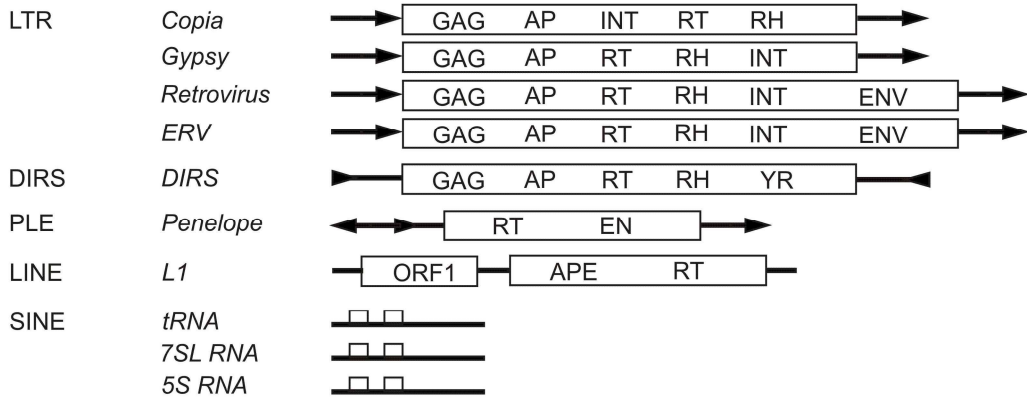 LTR Copia GAG AP INT RT RH
Gypsy GAG AP RT RH INT
Retrovirus GAG AP RT RH INT ENV
ERV GAG AP RT RH INT ENV
DIRS DIRS GAG AP RT RH YR
PLE Penelope RT EN
LINE L1 ORF1 APE RT
SINE tRNA
7SL RNA
5S RNA